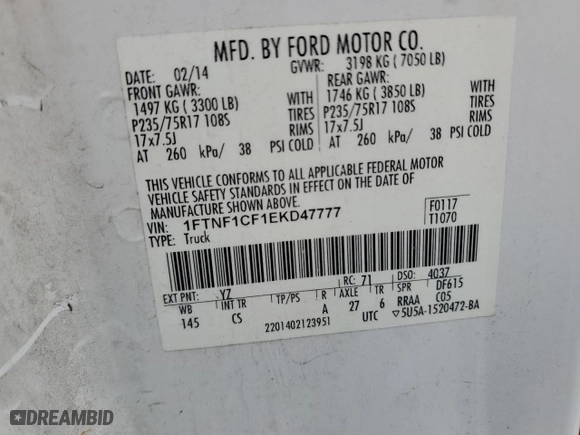 MFD. BY FORD MOTOR CO.
DATE: 02/14 GVWR: 3198 KG ( 7050 LB)
FRONT GAWR: REAR GAWR:
1497 KG ( 3300 LB) WITH 1746 KG ( 3850 LB) WITH
P235/75R17 108S TIRES P235/75R17 108S TIRES
17x7.5J RIMS 17x7.5J RIMS
AT 260 kPa/ 38 PSI COLD AT 260 kPa/ 38 PSI COLD
THIS VEHICLE CONFORMS TO ALL APPLICABLE FEDERAL MOTOR
VEHICLE SAFETY STANDARDS IN EFFECT ON THE DATE OF
MANUFACTURE SHOWN ABOVE.
VIN: 1FTNF1CF1EKD47777 F0117
TYPE: Truck T1070
EXT PNT: YZ RC: 71 DSO: 4037
WB INT TR TP/PS R AXLE TR SPR DF615
145 CS A 27 6 RRAA C05
2201402123951 UTC ▽5U5A-1520472-BA
DREAMBID